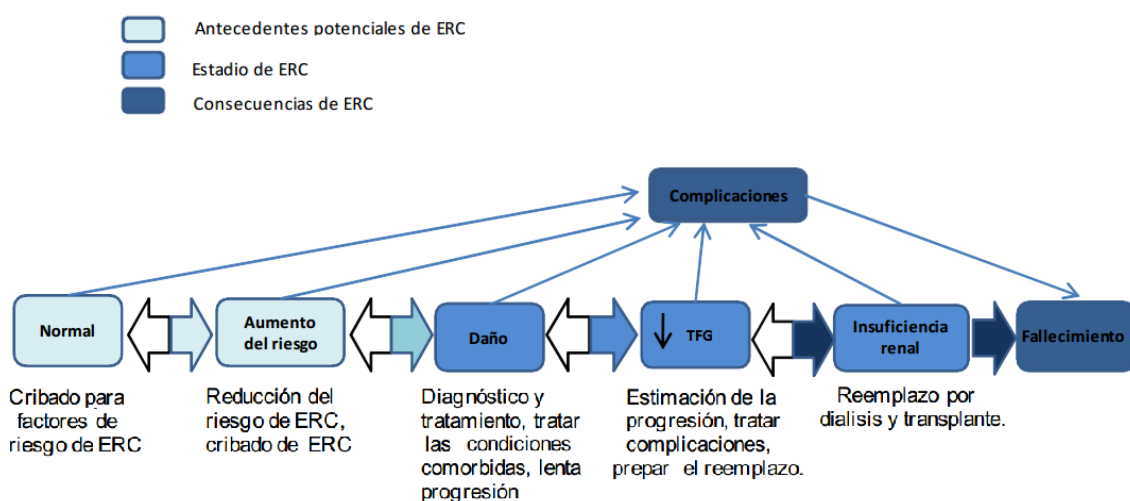 Antecedentes potenciales de ERC
Estadio de ERC
Consecuencias de ERC
Complicaciones
Normal
Aumento
del riesgo
Daño
TFG
Insuficiencia
renal
Fallecimiento
Cribado para
factores de
riesgo de ERC
Reducción del
riesgo de ERC,
cribado de ERC
Diagnóstico y
tratamiento, tratar
las condiciones
comorbidas, lenta
progresión
Estimación de la
progresión, tratar
complicaciones,
prepar el reemplazo.
Reemplazo por
dialisis y transplante.